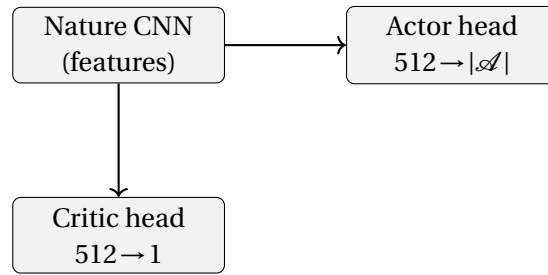 Nature CNN
(features)
Actor head
512→|𝒜|
Critic head
512→1